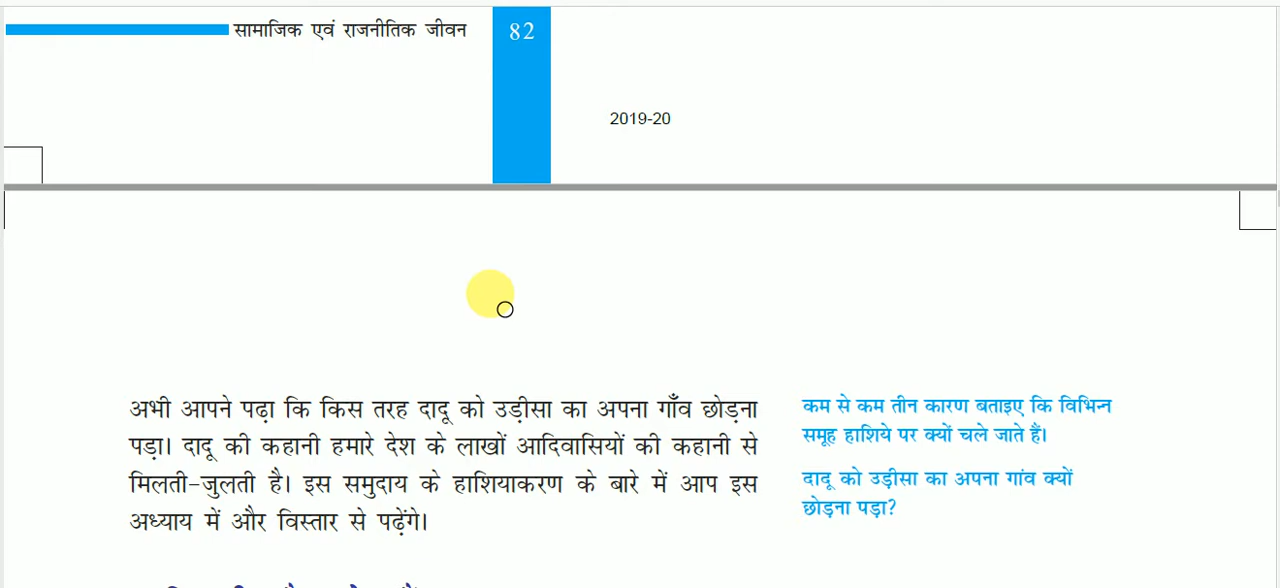 सामाजिक एवं राजनीतिक जीवन
82
2019-20
अभी आपने पढ़ा कि किस तरह दादू को उड़ीसा का अपना गाँव छोड़ना
पड़ा। दादू की कहानी हमारे देश के लाखों आदिवासियों की कहानी से
मिलती-जुलती है। इस समुदाय के हाशियाकरण के बारे में आप इस
अध्याय में और विस्तार से पढ़ेंगे।
कम से कम तीन कारण बताइए कि विभिन्न
समूह हाशिये पर क्यों चले जाते हैं।
दादू को उड़ीसा का अपना गांव क्यों
छोड़ना पड़ा?